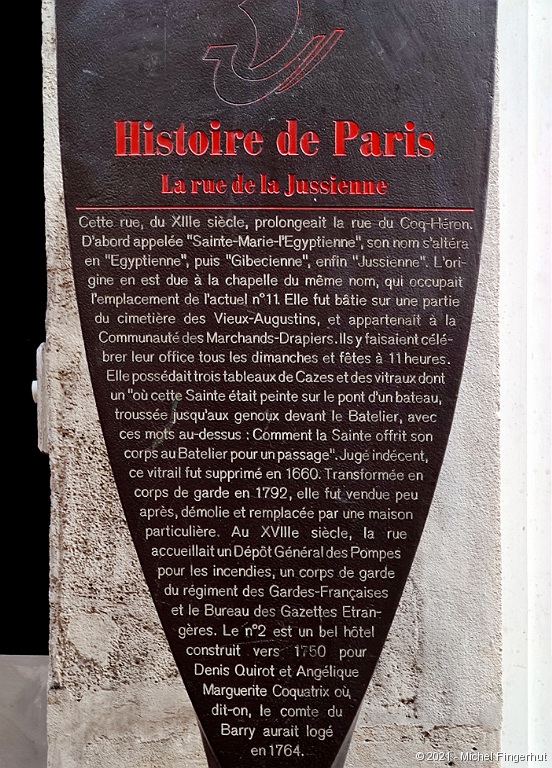 Histoire de Paris
La rue de la Jussienne
Cette rue, du XIIIe siècle, prolongeait la rue du Coq-Héron.
D'abord appelée "Sainte-Marie-l'Egyptienne", son nom s'altéra
en "Egyptienne", puis "Gibecienne", enfin "Jussienne". L'ori-
gine en est due à la chapelle du même nom, qui occupait
l'emplacement de l'actuel n°11. Elle fut bâtie sur une partie
du cimetière des Vieux-Augustins, et appartenait à la
Communauté des Marchands-Drapiers. Ils y faisaient célé-
brer leur office tous les dimanches et fêtes à 11 heures.
Elle possédait trois tableaux de Cazes et des vitraux dont
un "où cette Sainte était peinte sur le pont d'un bateau,
troussée jusqu'aux genoux devant le Batelier, avec
ces mots au-dessus : Comment la Sainte offrit son
corps au Batelier pour un passage". Jugé indécent,
ce vitrail fut supprimé en 1660. Transformée en
corps de garde en 1792, elle fut vendue peu
après, démolie et remplacée par une maison
particulière. Au XVIIIe siècle, la rue
accueillait un Dépôt Général des Pompes
pour les incendies, un corps de garde
du régiment des Gardes-Françaises
et le Bureau des Gazettes Etran-
gères. Le n°2 est un bel hôtel
construit vers 1750 pour
Denis Quirot et Angélique
Marguerite Coquatrix où,
dit-on, le comte du
Barry aurait logé
en 1764.
© 2021 - Michel Fingerhut